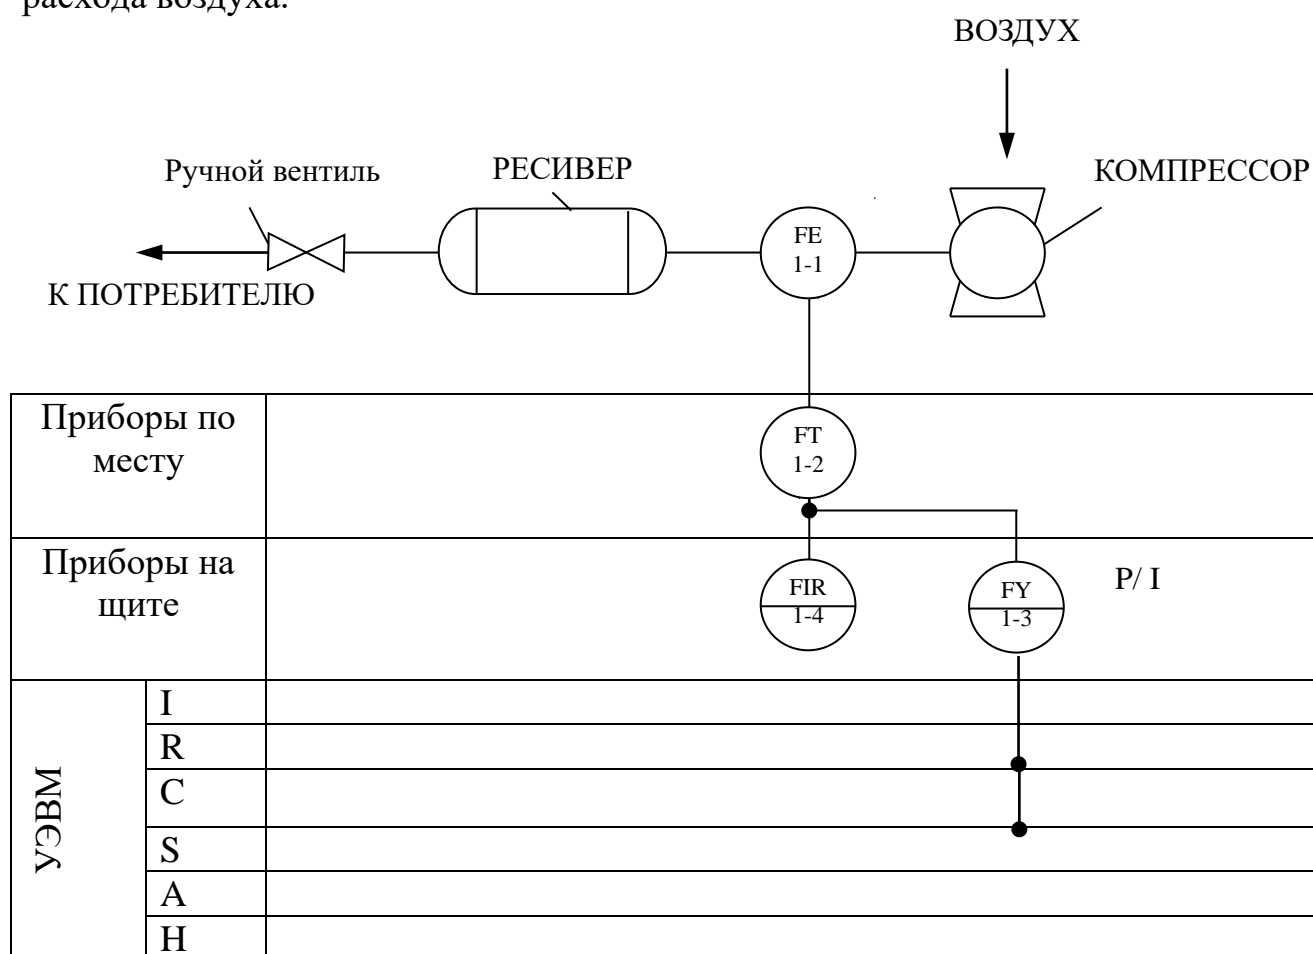 расхода воздуха.
ВОЗДУХ
Ручной вентиль
РЕСИВЕР
КОМПРЕССОР
FE
1-1
К ПОТРЕБИТЕЛЮ
Приборы по
месту
FT
1-2
Приборы на
щите
FIR
1-4
FY
1-3
P/ I
УЭВМ
I
R
C
S
A
H